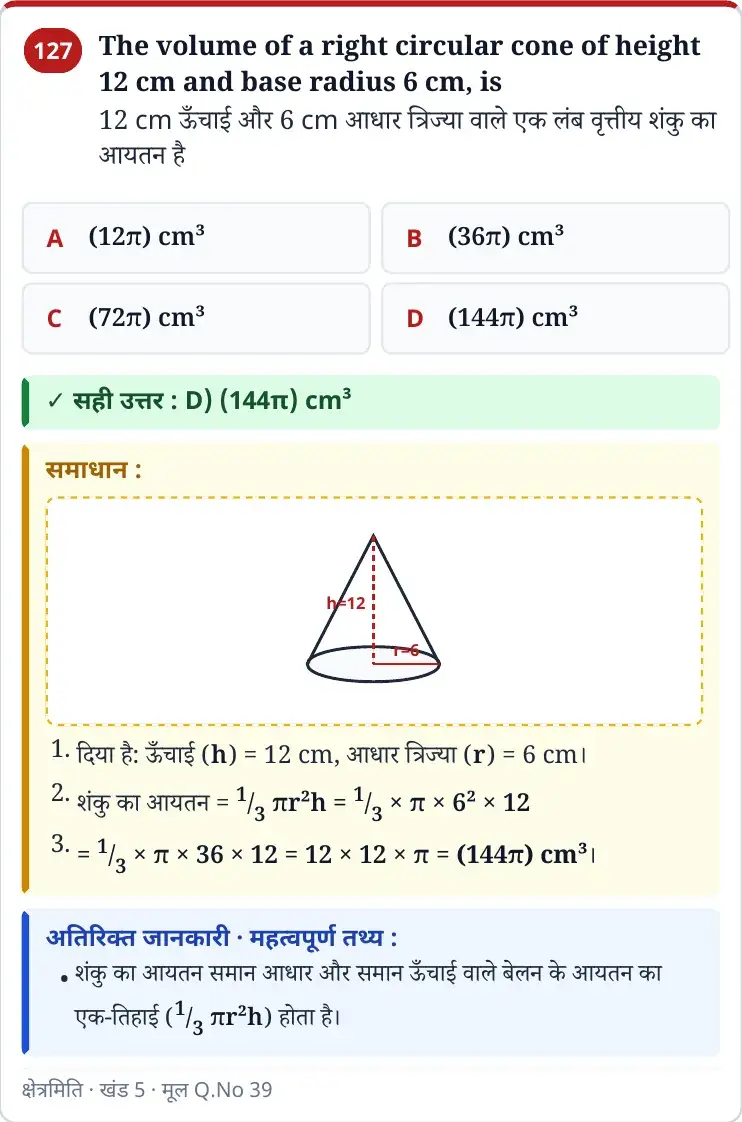 127
The volume of a right circular cone of height
12 cm and base radius 6 cm, is
12 cm ऊँचाई और 6 cm आधार त्रिज्या वाले एक लंब वृत्तीय शंकु का
आयतन है
A (12π) cm³
B (36π) cm³
C (72π) cm³
D (144π) cm³
✓ सही उत्तर : D) (144π) cm³
समाधान :
h=12
r=6
1. दिया है: ऊँचाई (h) = 12 cm, आधार त्रिज्या (r) = 6 cm।
2. शंकु का आयतन = ¹/₃ πr²h = ¹/₃ × π × 6² × 12
3. = ¹/₃ × π × 36 × 12 = 12 × 12 × π = (144π) cm³।
अतिरिक्त जानकारी · महत्वपूर्ण तथ्य :
• शंकु का आयतन समान आधार और समान ऊँचाई वाले बेलन के आयतन का
एक-तिहाई (¹/₃ πr²h) होता है।
क्षेत्रमिति · खंड 5 · मूल Q.No 39